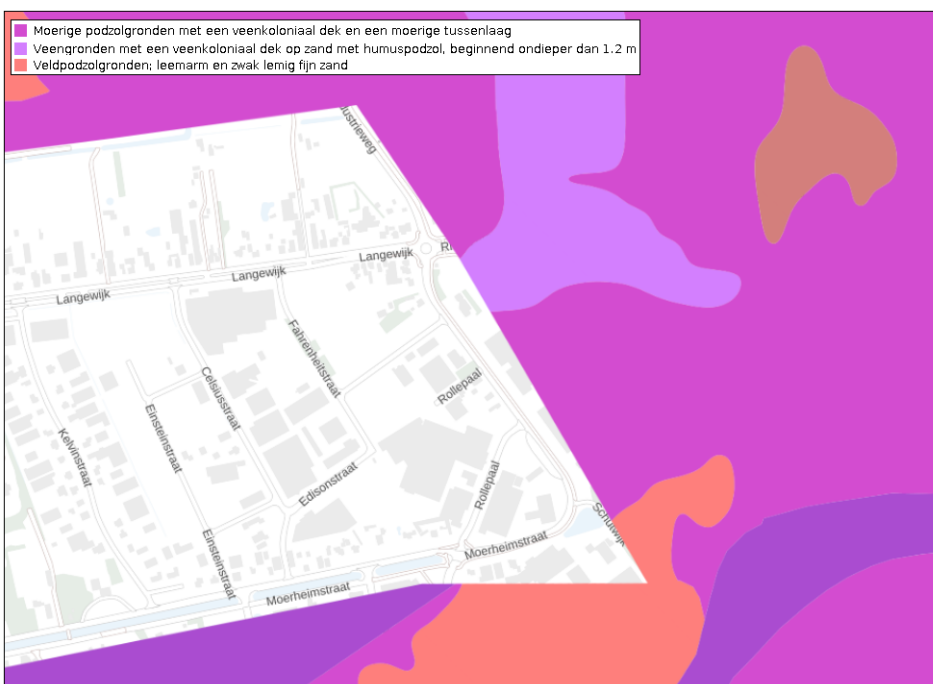 Moerige podzolgronden met een veenkoloniaal dek en een moerige tussenlaag
Veengronden met een veenkoloniaal dek op zand met humuspodzol, beginnend ondieper dan 1.2 m
Veldpodzolgronden; leemarm en zwak lemig fijn zand
dustrieweg
Langewijk
Langewijk
Langewijk
Fahrenheitstraat
Celsiusstraat
Rollepaal
Einsteinstraat
Kelvinstraat
Edisonstraat
Rollepaal
Einsteinstraat
Moerheimstraat
Moerheimstraat